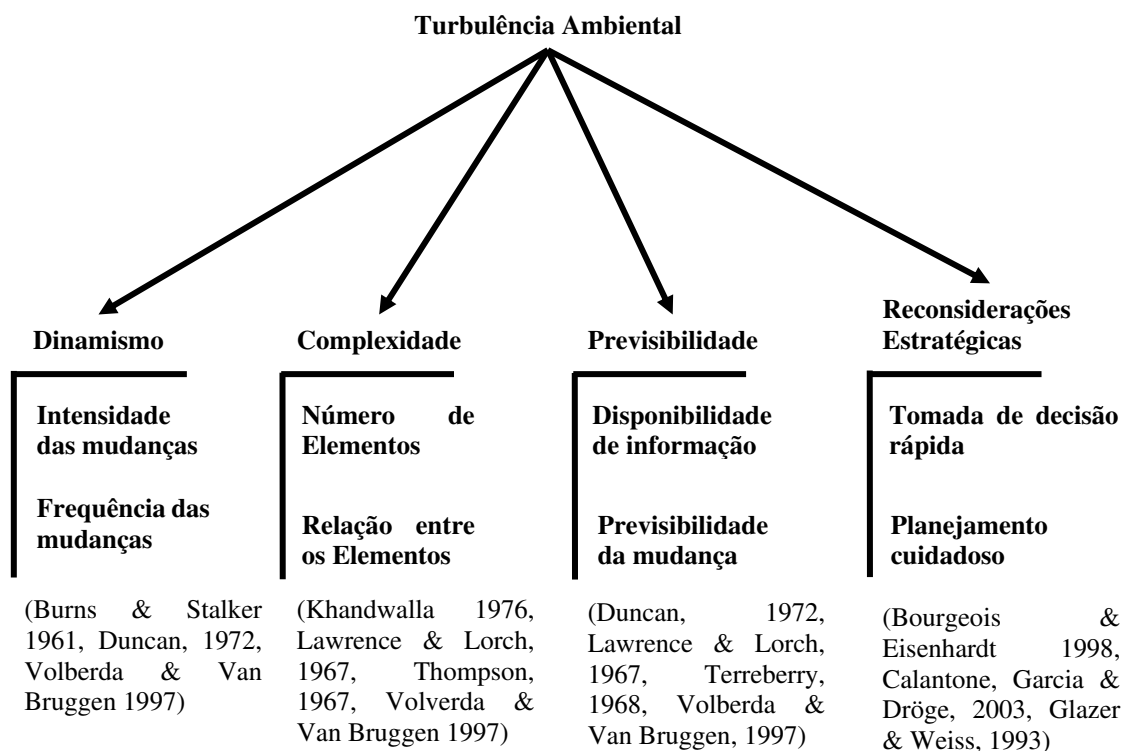 Turbulência Ambiental
Dinamismo
Intensidade
das mudanças
Frequência das
mudanças
(Burns & Stalker
1961, Duncan, 1972,
Volberda & Van
Bruggen 1997)
Complexidade
Número de
Elementos
Relação entre
os Elementos
(Khandwalla 1976,
Lawrence & Lorch,
1967, Thompson,
1967, Volverda &
Van Bruggen 1997)
Previsibilidade
Disponibilidade
de informação
Previsibilidade
da mudança
(Duncan, 1972,
Lawrence & Lorch,
1967, Terreberry,
1968, Volberda &
Van Bruggen, 1997)
Reconsiderações
Estratégicas
Tomada de decisão
rápida
Planejamento
cuidadoso
(Bourgeois &
Eisenhardt 1998,
Calantone, Garcia &
Dröge, 2003, Glazer
& Weiss, 1993)